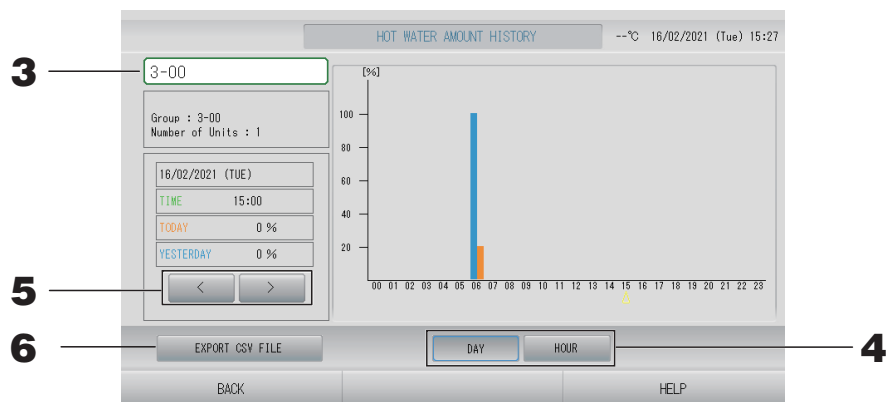 HOT WATER AMOUNT HISTORY
--℃ 16/02/2021 (Tue) 15:27
3
3-00
Group : 3-00
Number of Units : 1
16/02/2021 (TUE)
TIME 15:00
TODAY 0 %
YESTERDAY 0 %
5
< >
[%]
100
80
60
40
20
00 01 02 03 04 05 06 07 08 09 10 11 12 13 14 15 16 17 18 19 20 21 22 23
6
EXPORT CSV FILE
DAY HOUR
4
BACK
HELP